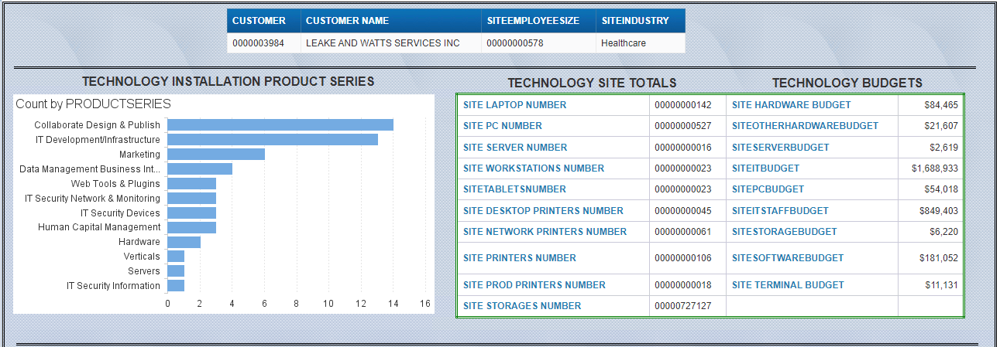 CUSTOMER CUSTOMER NAME SITEEMPLOYEESIZE SITEINDUSTRY
0000003984 LEAKE AND WATTS SERVICES INC 00000000578 Healthcare
TECHNOLOGY INSTALLATION PRODUCT SERIES
Count by PRODUCTSERIES
Collaborate Design & Publish
IT Development/Infrastructure
Marketing
Data Management Business Int...
Web Tools & Plugins
IT Security Network & Monitoring
IT Security Devices
Human Capital Management
Hardware
Verticals
Servers
IT Security Information
0 2 4 6 8 10 12 14 16
TECHNOLOGY SITE TOTALS TECHNOLOGY BUDGETS
SITE LAPTOP NUMBER 00000000142 SITE HARDWARE BUDGET $84,465
SITE PC NUMBER 00000000527 SITEOTHERHARDWAREBUDGET $21,607
SITE SERVER NUMBER 00000000016 SITESERVERBUDGET $2,619
SITE WORKSTATIONS NUMBER 00000000023 SITEITBUDGET $1,688,933
SITETABLETSNUMBER 00000000023 SITEPCBUDGET $54,018
SITE DESKTOP PRINTERS NUMBER 00000000045 SITEITSTAFFBUDGET $849,403
SITE NETWORK PRINTERS NUMBER 00000000061 SITESTORAGEBUDGET $6,220
SITE PRINTERS NUMBER 00000000106 SITESOFTWAREBUDGET $181,052
SITE PROD PRINTERS NUMBER 00000000018 SITE TERMINAL BUDGET $11,131
SITE STORAGES NUMBER 00000727127